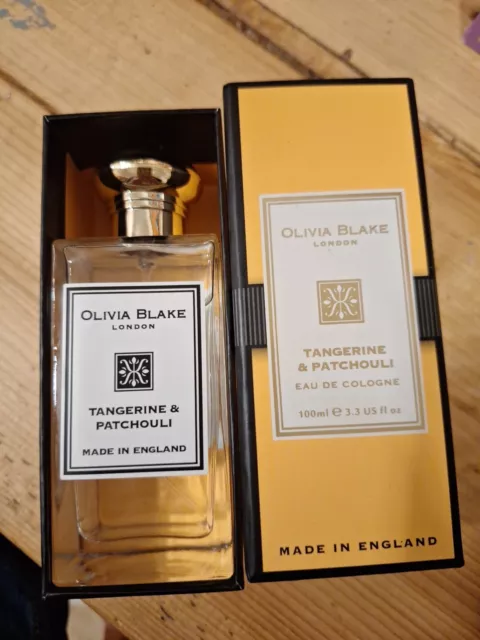 OLIVIA BLAKE
LONDON
TANGERINE &
PATCHOULI
MADE IN ENGLAND
OLIVIA BLAKE
LONDON
TANGERINE
& PATCHOULI
EAU DE COLOGNE
100ml e 3.3 US fl oz
MADE IN ENGLAND